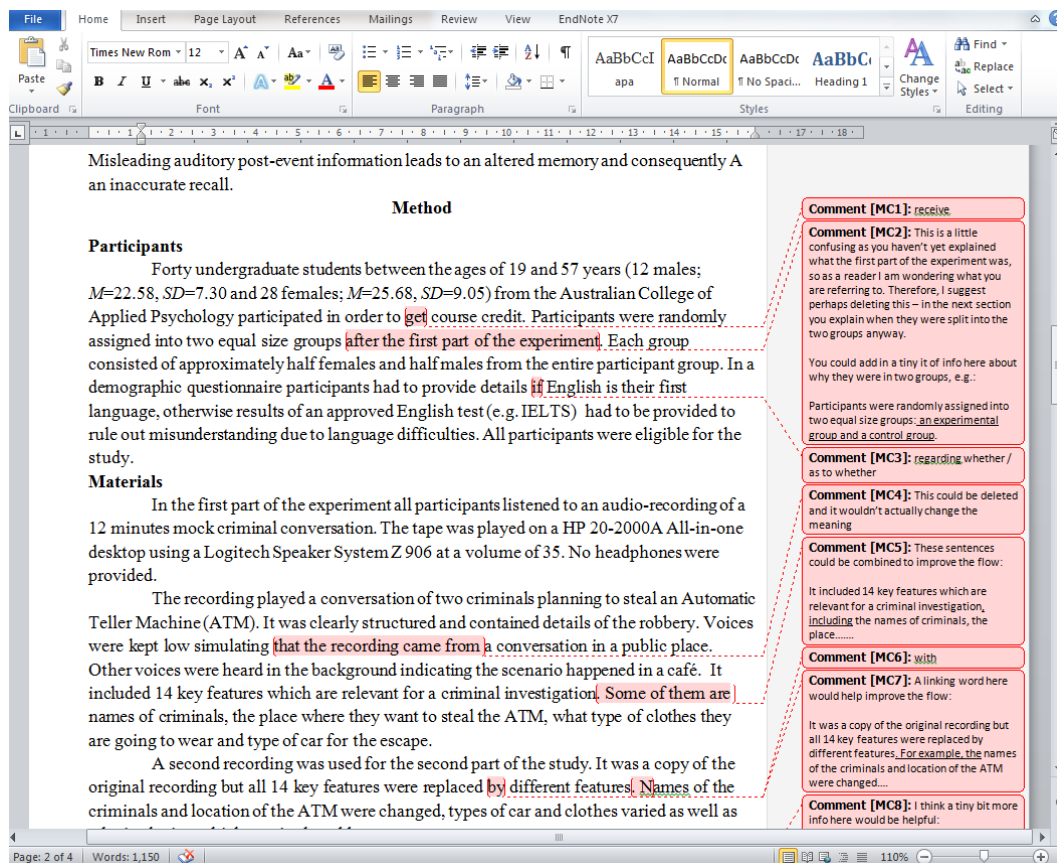 File Home Insert Page Layout References Mailings Review View EndNote X7
Times New Rom 12 A A Aa
Paste
B I U abc x₂ x² A ab A
Clipboard Font Paragraph Styles Editing
AaBbCcI AaBbCcDc AaBbCcDc AaBbC
apa ¶ Normal ¶ No Spaci... Heading 1
Change
Styles
Find
Replace
Select
L 1 1 2 3 4 5 6 7 8 9 10 11 12 13 14 15 17 18
Misleading auditory post-event information leads to an altered memory and consequently A
an inaccurate recall.
Method
Participants
Forty undergraduate students between the ages of 19 and 57 years (12 males;
M=22.58, SD=7.30 and 28 females; M=25.68, SD=9.05) from the Australian College of
Applied Psychology participated in order to get course credit. Participants were randomly
assigned into two equal size groups after the first part of the experiment. Each group
consisted of approximately half females and half males from the entire participant group. In a
demographic questionnaire participants had to provide details if English is their first
language, otherwise results of an approved English test (e.g. IELTS) had to be provided to
rule out misunderstanding due to language difficulties. All participants were eligible for the
study.
Materials
In the first part of the experiment all participants listened to an audio-recording of a
12 minutes mock criminal conversation. The tape was played on a HP 20-2000A All-in-one
desktop using a Logitech Speaker System Z 906 at a volume of 35. No headphones were
provided.
The recording played a conversation of two criminals planning to steal an Automatic
Teller Machine (ATM). It was clearly structured and contained details of the robbery. Voices
were kept low simulating that the recording came from a conversation in a public place.
Other voices were heard in the background indicating the scenario happened in a café. It
included 14 key features which are relevant for a criminal investigation. Some of them are
names of criminals, the place where they want to steal the ATM, what type of clothes they
are going to wear and type of car for the escape.
A second recording was used for the second part of the study. It was a copy of the
original recording but all 14 key features were replaced by different features. Names of the
criminals and location of the ATM were changed, types of car and clothes varied as well as
Comment [MC1]: receive
Comment [MC2]: This is a little
confusing as you haven't yet explained
what the first part of the experiment was,
so as a reader I am wondering what you
are referring to. Therefore, I suggest
perhaps deleting this – in the next section
you explain when they were split into the
two groups anyway.
You could add in a tiny it of info here about
why they were in two groups, e.g.:
Participants were randomly assigned into
two equal size groups: an experimental
group and a control group.
Comment [MC3]: regarding whether /
as to whether
Comment [MC4]: This could be deleted
and it wouldn't actually change the
meaning
Comment [MC5]: These sentences
could be combined to improve the flow:
It included 14 key features which are
relevant for a criminal investigation,
including the names of criminals, the
place.......
Comment [MC6]: with
Comment [MC7]: A linking word here
would help improve the flow:
It was a copy of the original recording but
all 14 key features were replaced by
different features. For example, the names
of the criminals and location of the ATM
were changed....
Comment [MC8]: I think a tiny bit more
info here would be helpful:
Page: 2 of 4 Words: 1,150 110%